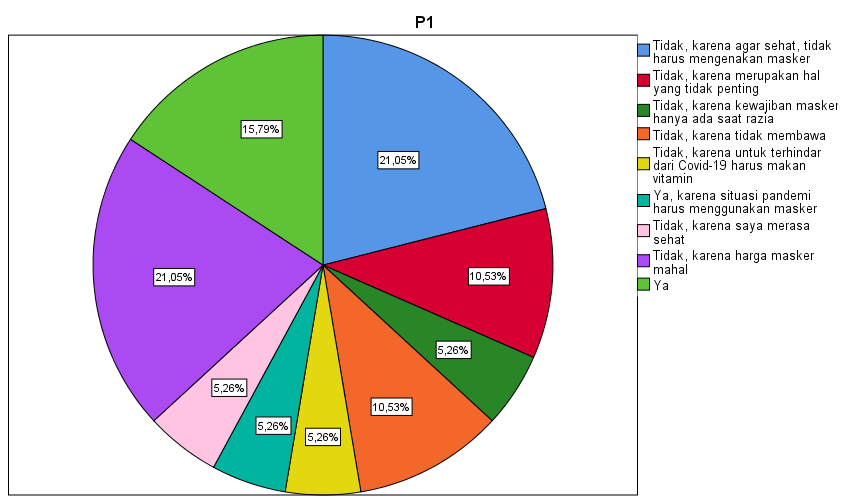 P1
15,79%
21,05%
10,53%
21,05%
5,26%
5,26%
10,53%
5,26%
5,26%
Tidak, karena agar sehat, tidak
harus mengenakan masker
Tidak, karena merupakan hal
yang tidak penting
Tidak, karena kewajiban masker
hanya ada saat razia
Tidak, karena tidak membawa
Tidak, karena untuk terhindar
dari Covid-19 harus makan
vitamin
Ya, karena situasi pandemi
harus menggunakan masker
Tidak, karena saya merasa
sehat
Tidak, karena harga masker
mahal
Ya